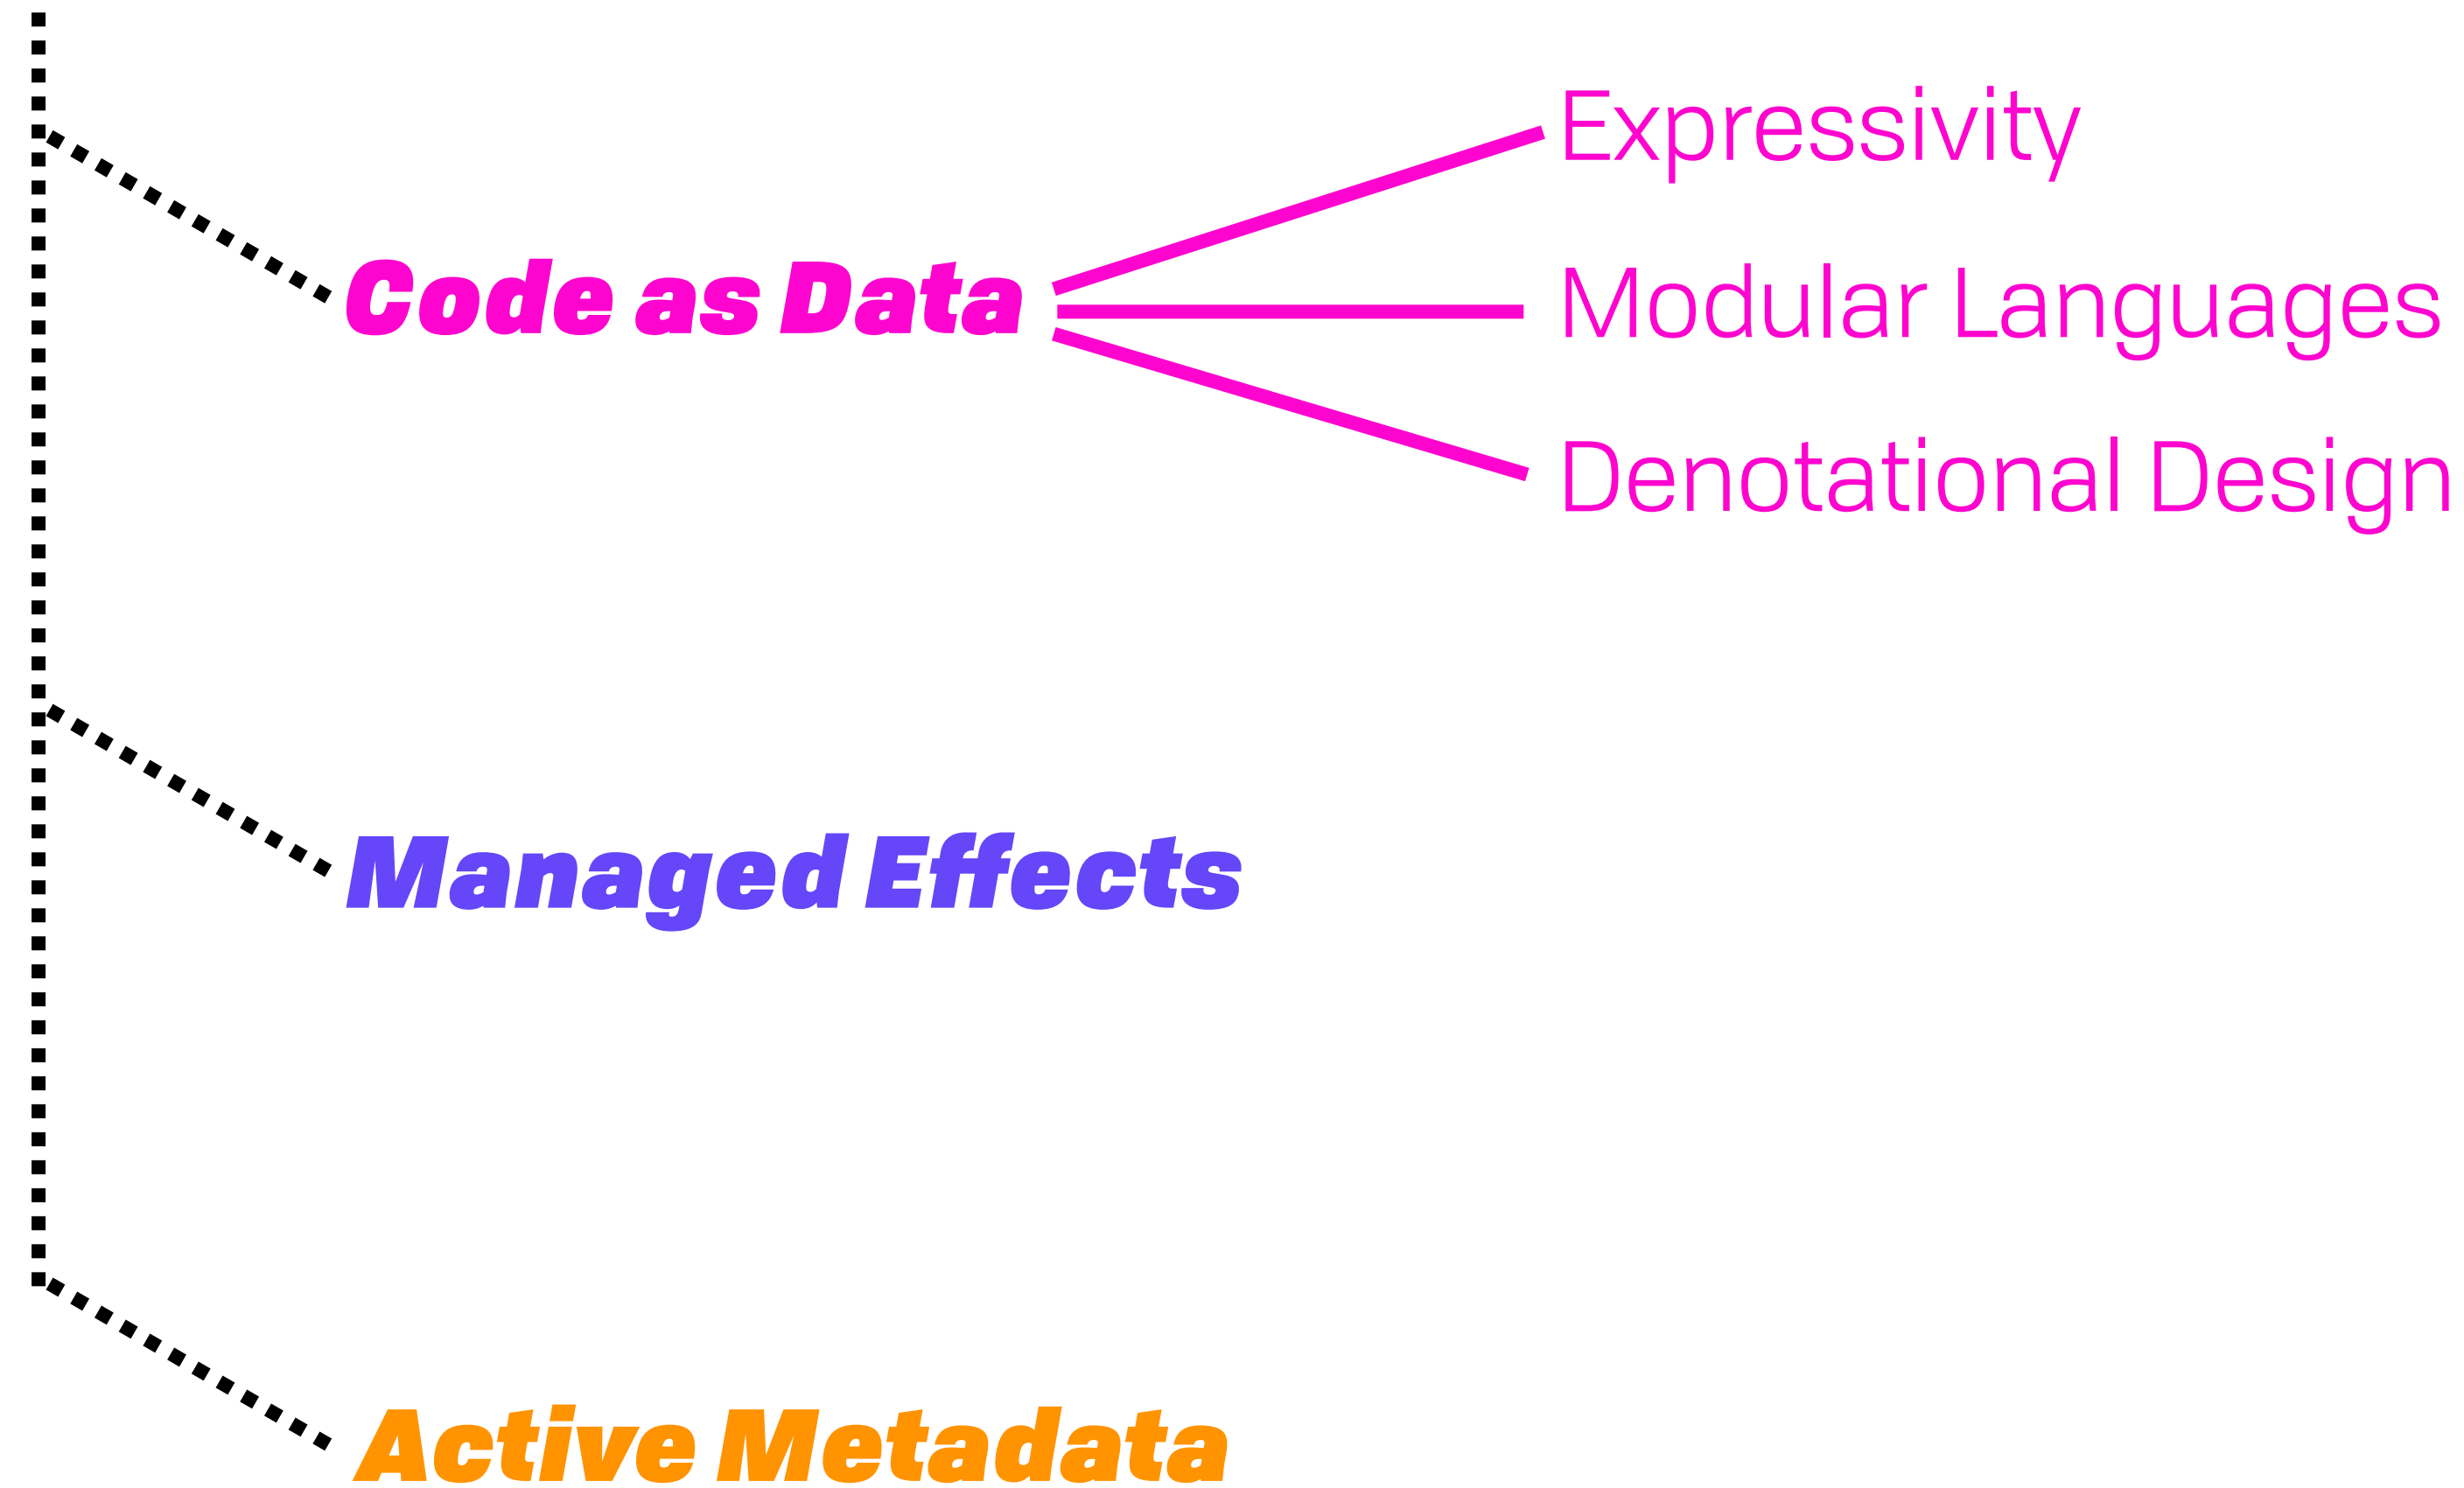 Expressivity
Code as Data
Modular Languages
Denotational Design
Managed Effects
Active Metadata